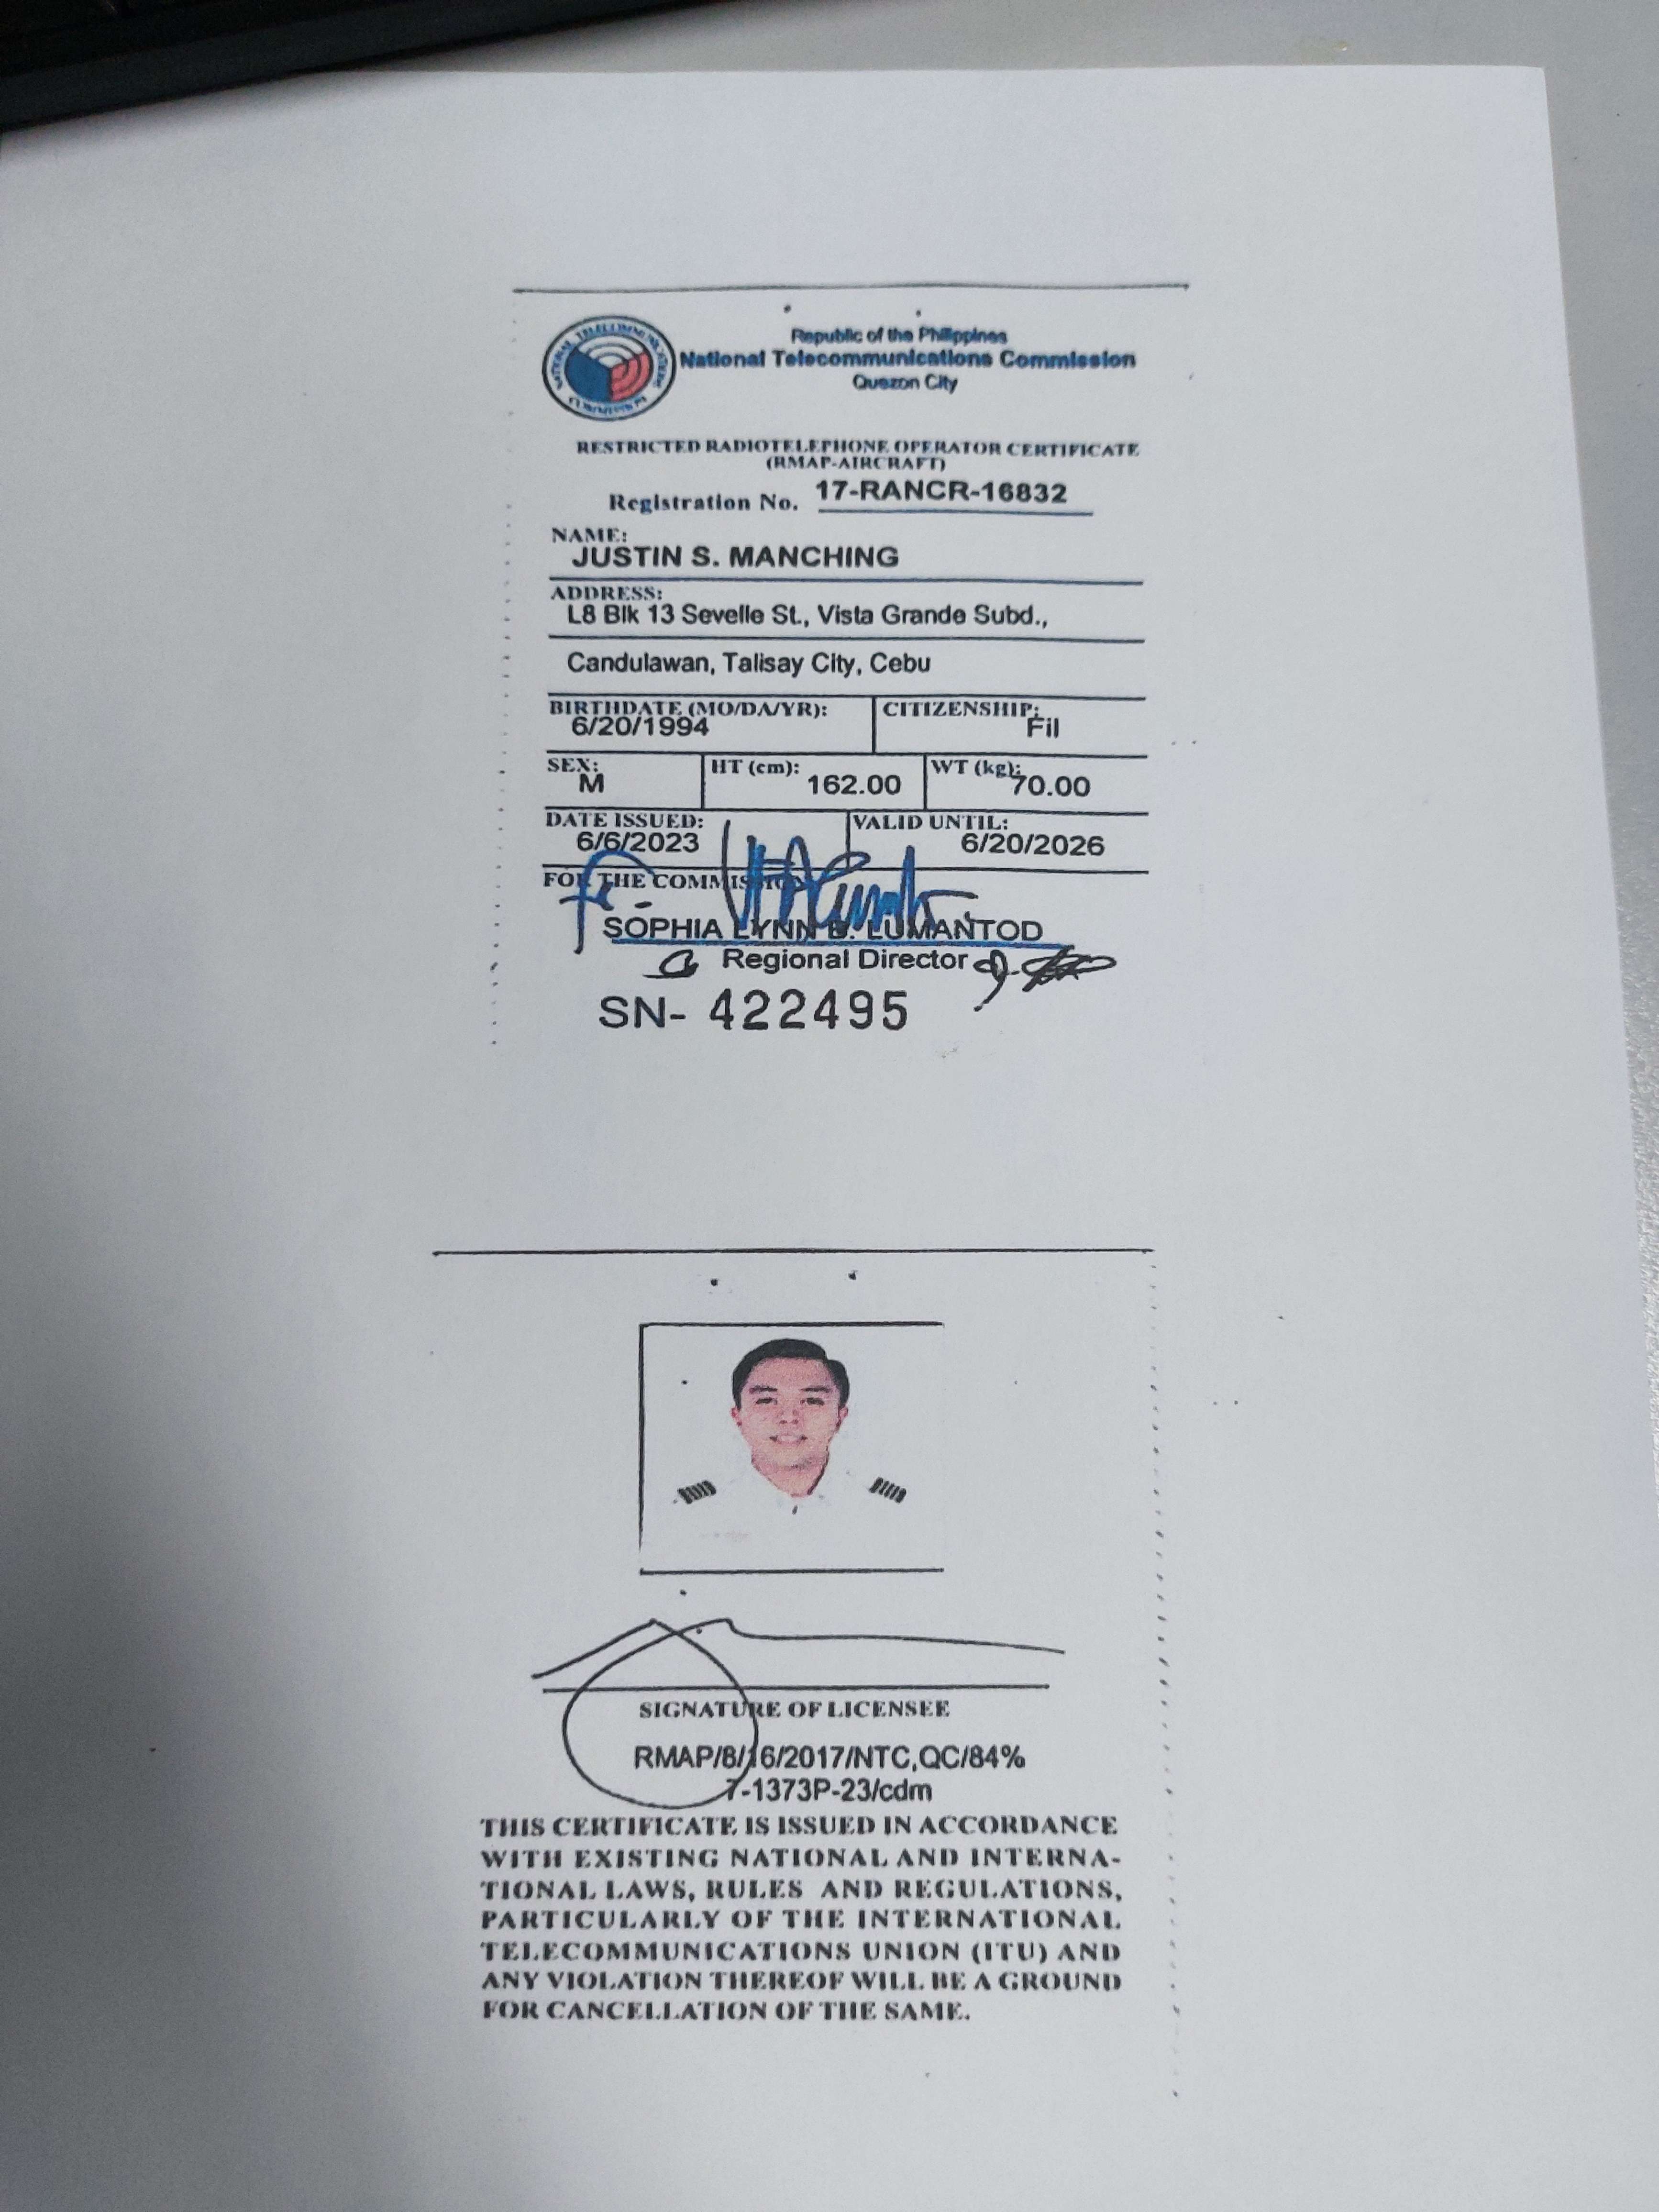 Republic of the Philippines
National Telecommunications Commission
Quezon City
NATIONAL TELECOMMUNICATIONS COMMISSION
RESTRICTED RADIOTELEPHONE OPERATOR CERTIFICATE
(RMAP-AIRCRAFT)
Registration No. 17-RANCR-16832
NAME:
JUSTIN S. MANCHING
ADDRESS:
L8 Blk 13 Sevelle St., Vista Grande Subd.,
Candulawan, Talisay City, Cebu
BIRTHDATE (MO/DA/YR): CITIZENSHIP:
6/20/1994 Fil
SEX: HT (cm): WT (kg):
M 162.00 70.00
DATE ISSUED: VALID UNTIL:
6/6/2023 6/20/2026
FOR THE COMMISSION
SOPHIA LYNN B. LUMANTOD
Regional Director
SN- 422495
SIGNATURE OF LICENSEE
RMAP/8/16/2017/NTC,QC/84%
7-1373P-23/cdm
THIS CERTIFICATE IS ISSUED IN ACCORDANCE
WITH EXISTING NATIONAL AND INTERNA-
TIONAL LAWS, RULES AND REGULATIONS,
PARTICULARLY OF THE INTERNATIONAL
TELECOMMUNICATIONS UNION (ITU) AND
ANY VIOLATION THEREOF WILL BE A GROUND
FOR CANCELLATION OF THE SAME.